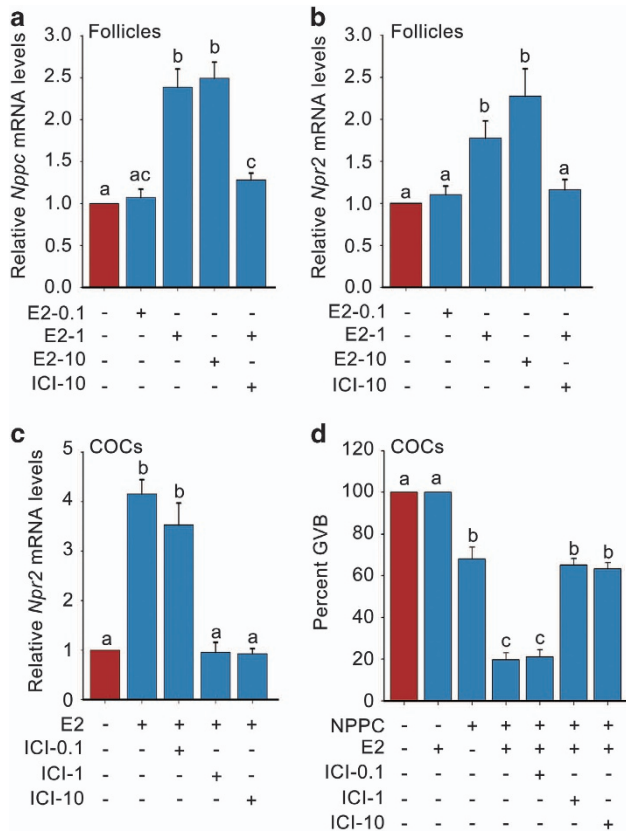 a
Follicles
Relative Nppc mRNA levels
3.0
2.5
2.0
1.5
1.0
0.5
0.0
a
ac
b
b
c
E2-0.1 - + - - -
E2-1 - - + - +
E2-10 - - - + -
ICI-10 - - - - +
b
Follicles
Relative Npr2 mRNA levels
3.0
2.5
2.0
1.5
1.0
0.5
0.0
a
a
b
b
a
E2-0.1 - + - - -
E2-1 - - + - +
E2-10 - - - + -
ICI-10 - - - - +
c
COCs
Relative Npr2 mRNA levels
5
4
3
2
1
0
a
b
b
a
a
E2 - + + + +
ICI-0.1 - - + - -
ICI-1 - - - + -
ICI-10 - - - - +
d
COCs
Percent GVB
120
100
80
60
40
20
0
a
a
b
c
c
b
b
NPPC - - + + + + +
E2 - + - + + + +
ICI-0.1 - - - - + - -
ICI-1 - - - - - + -
ICI-10 - - - - - - +